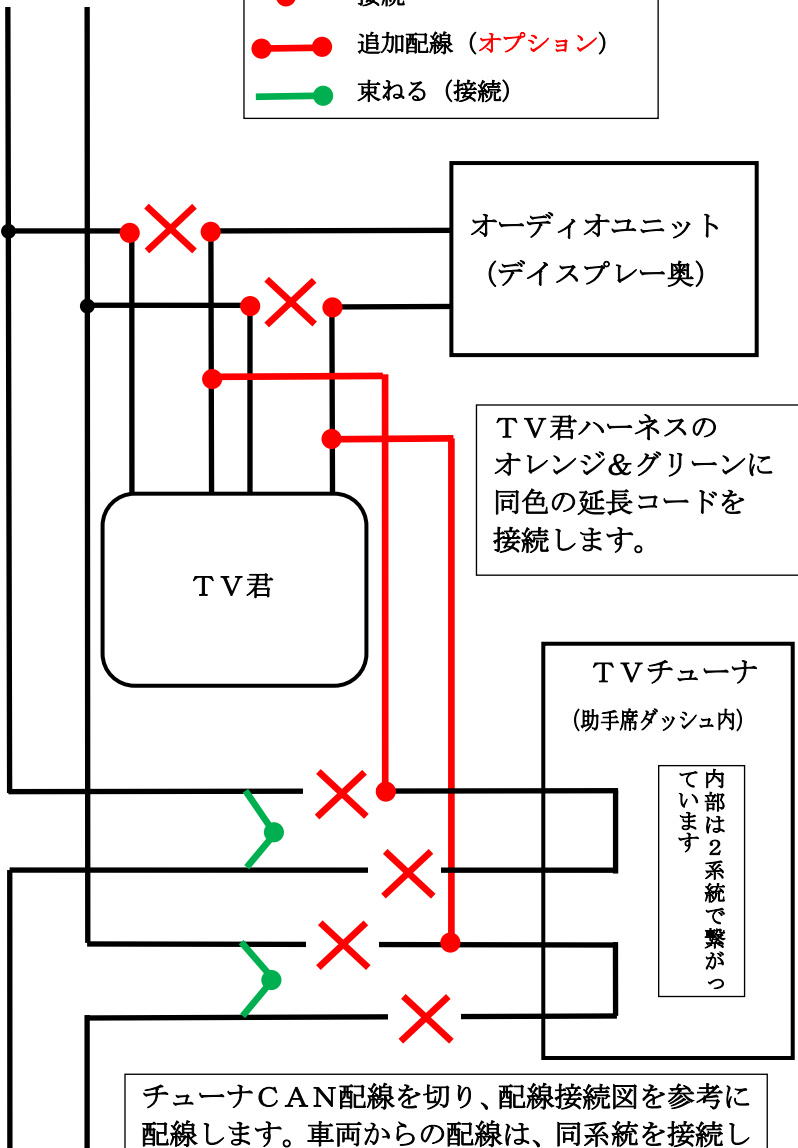 接続
追加配線（オプション）
束ねる（接続）
オーディオユニット
（デイスプレー奥）
ＴＶ君ハーネスの
オレンジ＆グリーンに
同色の延長コードを
接続します。
ＴＶ君
ＴＶチューナ
（助手席ダッシュ内）
内部は２系統で繋がっ
ています
チューナＣＡＮ配線を切り、配線接続図を参考に
配線します。車両からの配線は、同系統を接続し